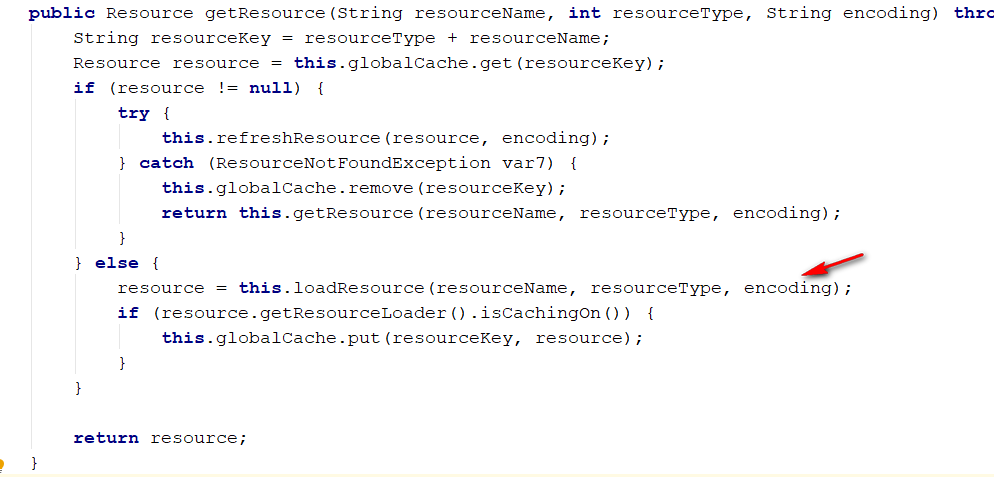 public Resource getResource(String resourceName, int resourceType, String encoding) thro
String resourceKey = resourceType + resourceName;
Resource resource = this.globalCache.get(resourceKey);
if (resource != null) {
try {
this.refreshResource(resource, encoding);
} catch (ResourceNotFoundException var7) {
this.globalCache.remove(resourceKey);
return this.getResource(resourceName, resourceType, encoding);
}
} else {
resource = this.loadResource(resourceName, resourceType, encoding);
if (resource.getResourceLoader().isCachingOn()) {
this.globalCache.put(resourceKey, resource);
}
}
return resource;
}